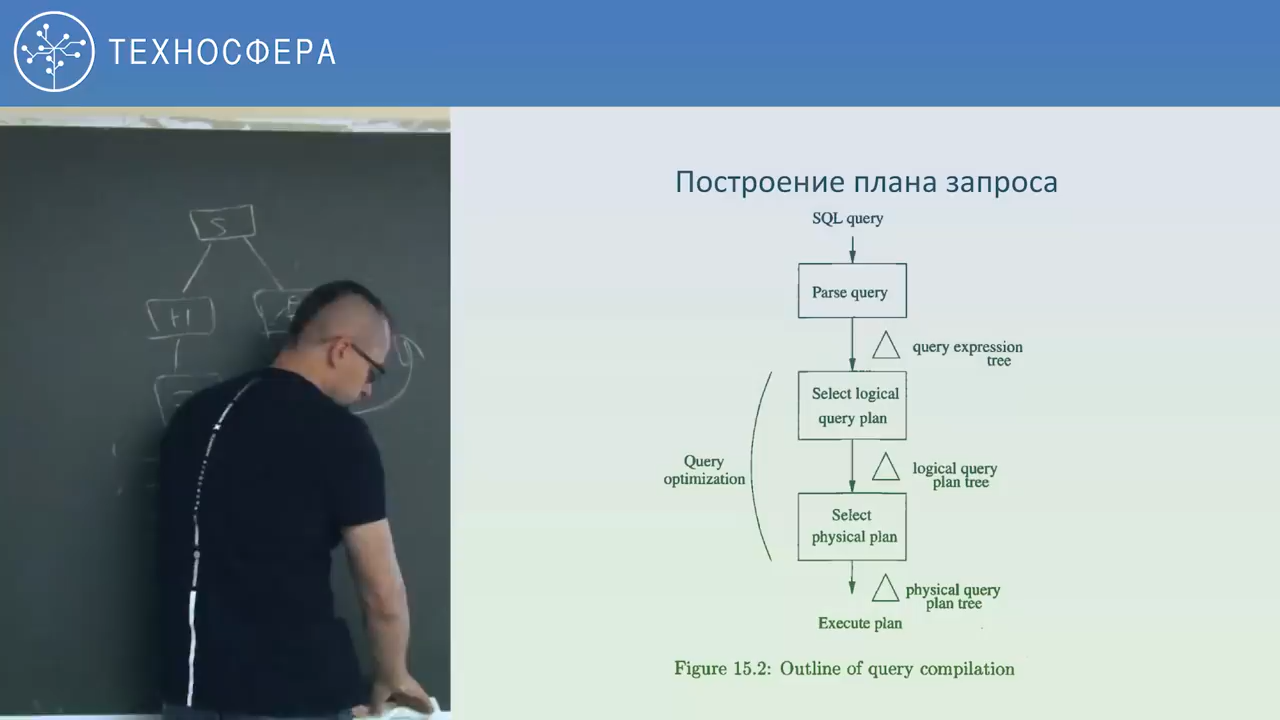 ТЕХНОСФЕРА
S
H
Построение плана запроса
SQL query
Parse query
query expression
tree
Select logical
query plan
Query
optimization
logical query
plan tree
Select
physical plan
physical query
plan tree
Execute plan
Figure 15.2: Outline of query compilation